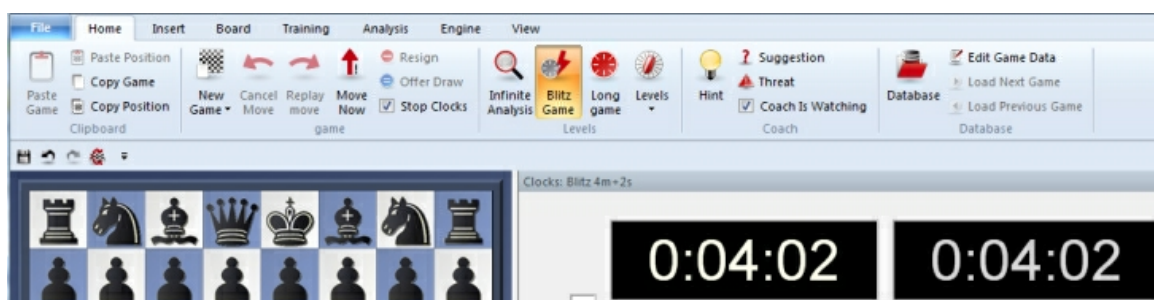 File Home Insert Board Training Analysis Engine View
Paste Game
Paste Position
Copy Game
Copy Position
Clipboard
New Game
Cancel Move
Replay move
Move Now
Resign
Offer Draw
Stop Clocks
game
Infinite Analysis
Blitz Game
Long game
Levels
Levels
Hint
? Suggestion
Threat
Coach Is Watching
Coach
Database
Edit Game Data
Load Next Game
Load Previous Game
Database
Clocks: Blitz 4m+2s
0:04:02 0:04:02